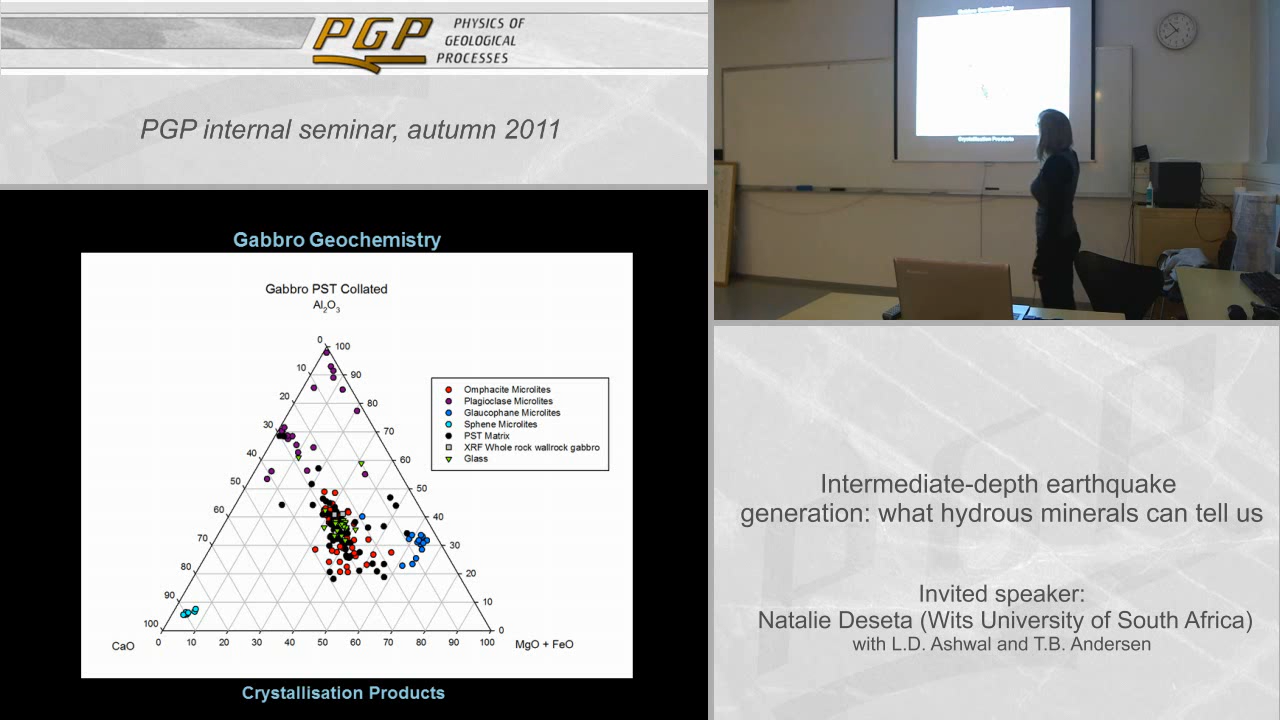 PGP
PHYSICS OF
GEOLOGICAL
PROCESSES
PGP internal seminar, autumn 2011
Gabbro Geochemistry
Gabbro PST Collated
Al2O3
0 100
10 90
20 80
30 70
40 60
50 50
60 40
70 30
80 20
90 10
100 0
0 10 20 30 40 50 60 70 80 90 100
CaO
MgO + FeO
Omphacite Microlites
Plagioclase Microlites
Glaucophane Microlites
Sphene Microlites
PST Matrix
XRF Whole rock wallrock gabbro
Glass
Crystallisation Products
Gabbro Geochemistry
Crystallisation Products
Intermediate-depth earthquake
generation: what hydrous minerals can tell us
Invited speaker:
Natalie Deseta (Wits University of South Africa)
with L.D. Ashwal and T.B. Andersen